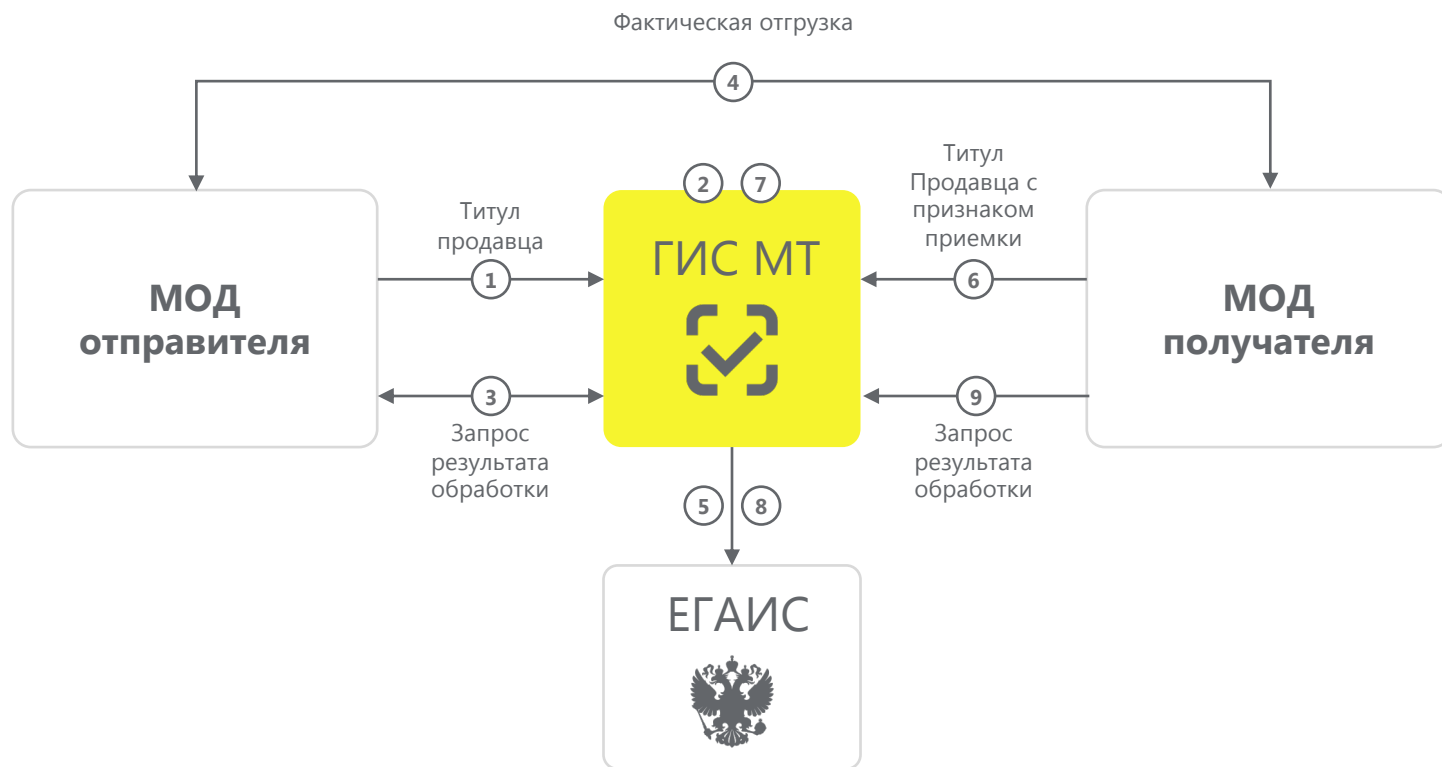 Фактическая отгрузка
4
2
7
Титул
продавца
1
МОД
отправителя
3
Запрос
результата
обработки
ГИС МТ
Титул
Продавца с
признаком
приемки
6
МОД
получателя
9
Запрос
результата
обработки
5
8
ЕГАИС